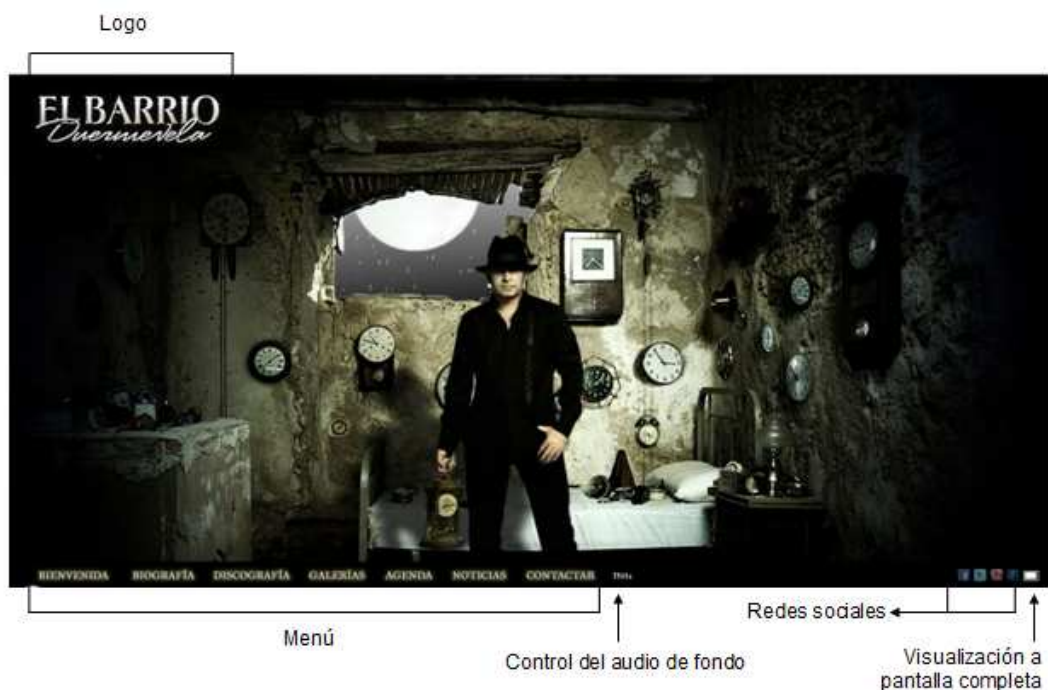 Logo
EL BARRIO
Duermevela
BIENVENIDA BIOGRAFÍA DISCOGRAFÍA GALERÍAS AGENDA NOTICIAS CONTACTAR
Menú
Control del audio de fondo
Redes sociales
Visualización a
pantalla completa